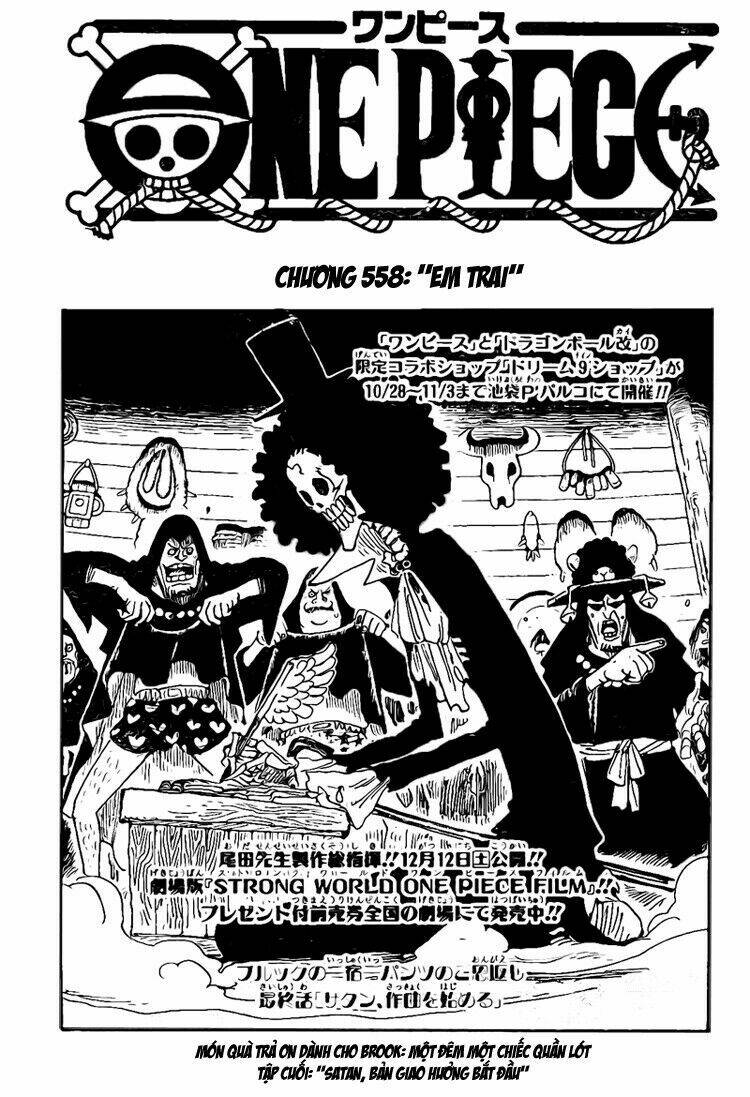 ワンピース
ONE PIECE
CHƯƠNG 558: "EM TRAI"
「ワンピース」と「ドラゴンボール改」の
限定コラボショップ「ドリーム9ショップ」が
10/28〜11/3まで池袋P'パルコにて開催!!
尾田先生製作総指揮!!12月12日(土)公開!!
劇場版『STRONG WORLD ONE PIECE FILM』!!
プレゼント付前売券全国の劇場にて発売中!!
ブルックの一宿一パンツのご恩返し
最終話「サタン、作曲を始める」
MÓN QUÀ TRẢ ƠN DÀNH CHO BROOK: MỘT ĐÊM MỘT CHIẾC QUẦN LÓT
TẬP CUỐI: "SATAN, BẢN GIAO HƯỞNG BẮT ĐẦU"